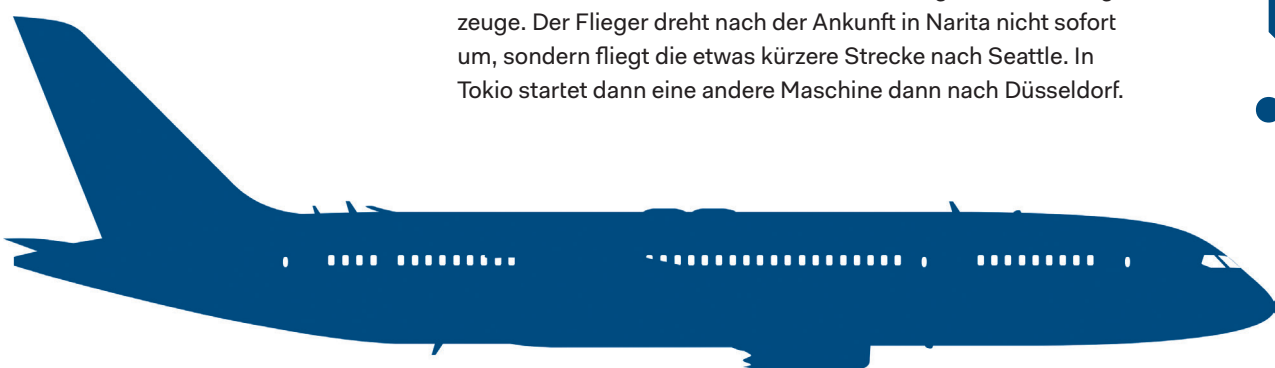 zeuge. Der Flieger dreht nach der Ankunft in Narita nicht sofort
um, sondern fliegt die etwas kürzere Strecke nach Seattle. In
Tokio startet dann eine andere Maschine dann nach Düsseldorf.